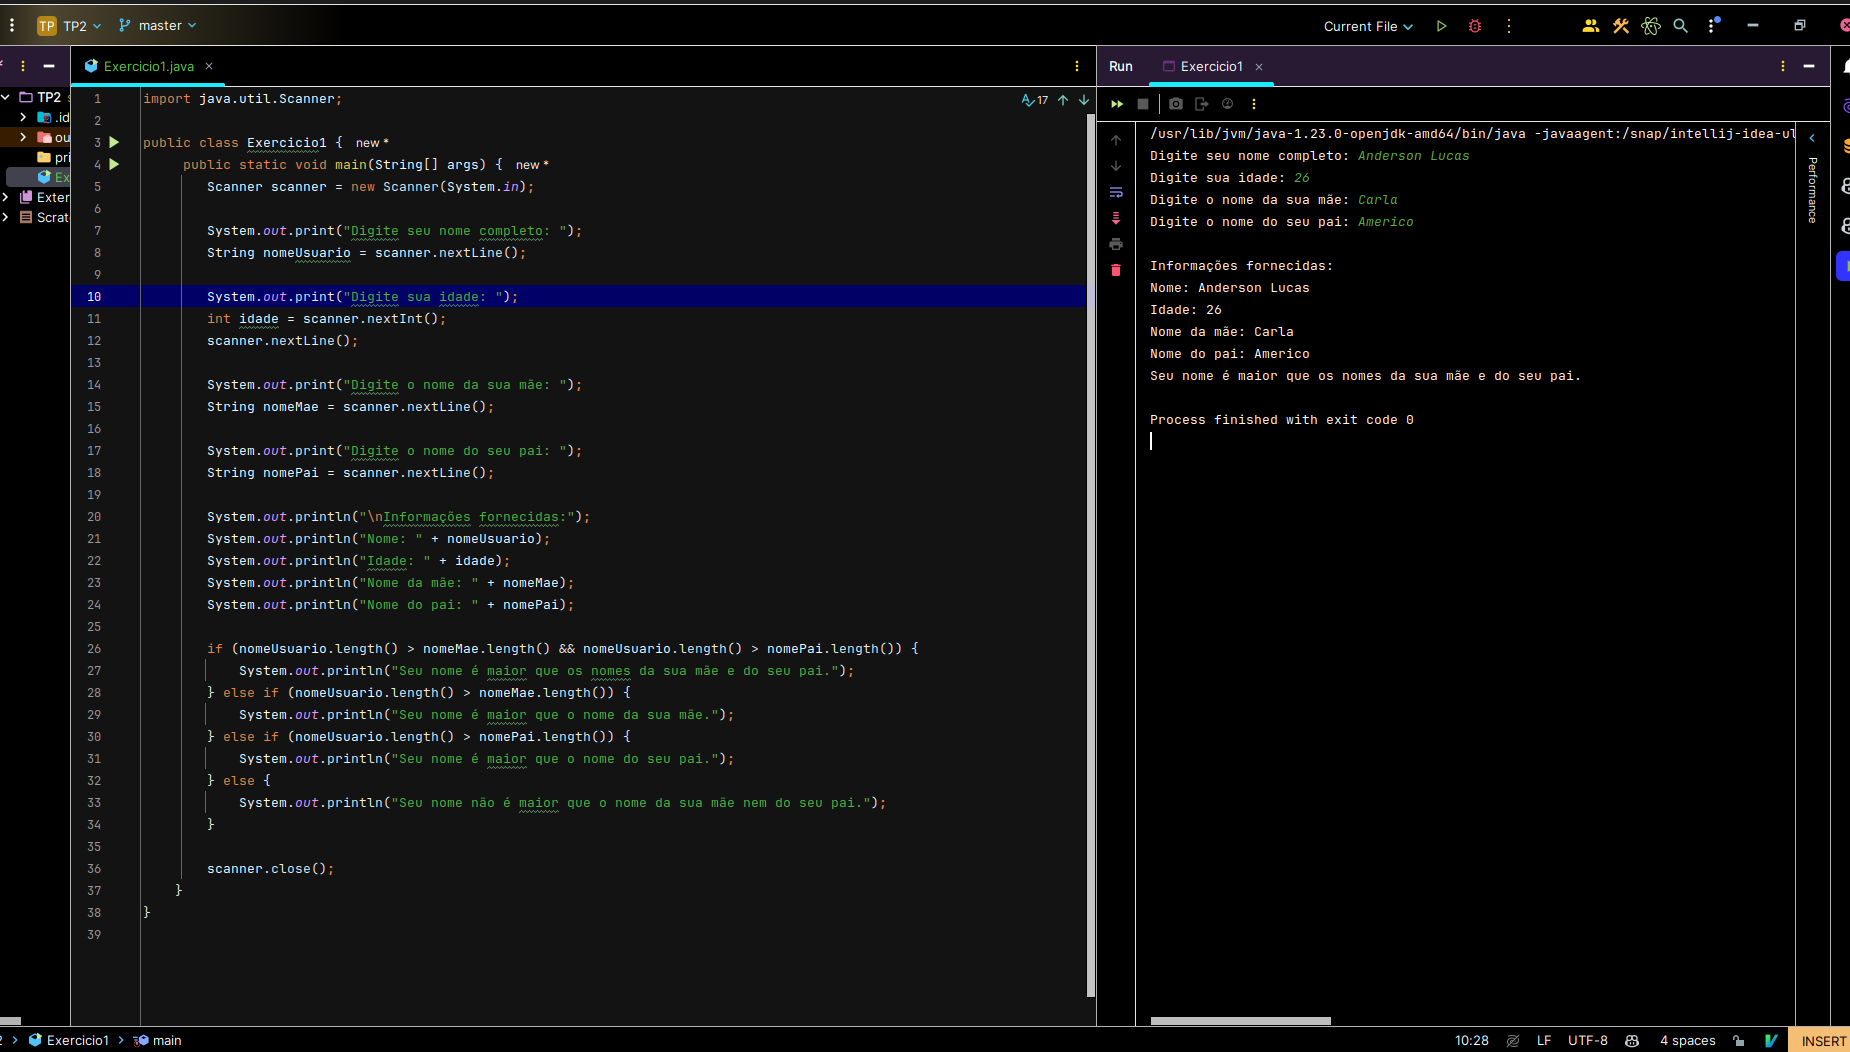 TP TP2 master Current File
Exercicio1.java
TP2
.id
ou
pri
Ex
Exter
Scrat
17
1 import java.util.Scanner;
2
3 public class Exercicio1 { new *
4 public static void main(String[] args) { new *
5 Scanner scanner = new Scanner(System.in);
6
7 System.out.print("Digite seu nome completo: ");
8 String nomeUsuario = scanner.nextLine();
9
10 System.out.print("Digite sua idade: ");
11 int idade = scanner.nextInt();
12 scanner.nextLine();
13
14 System.out.print("Digite o nome da sua mãe: ");
15 String nomeMae = scanner.nextLine();
16
17 System.out.print("Digite o nome do seu pai: ");
18 String nomePai = scanner.nextLine();
19
20 System.out.println("\nInformações fornecidas:");
21 System.out.println("Nome: " + nomeUsuario);
22 System.out.println("Idade: " + idade);
23 System.out.println("Nome da mãe: " + nomeMae);
24 System.out.println("Nome do pai: " + nomePai);
25
26 if (nomeUsuario.length() > nomeMae.length() && nomeUsuario.length() > nomePai.length()) {
27 System.out.println("Seu nome é maior que os nomes da sua mãe e do seu pai.");
28 } else if (nomeUsuario.length() > nomeMae.length()) {
29 System.out.println("Seu nome é maior que o nome da sua mãe.");
30 } else if (nomeUsuario.length() > nomePai.length()) {
31 System.out.println("Seu nome é maior que o nome do seu pai.");
32 } else {
33 System.out.println("Seu nome não é maior que o nome da sua mãe nem do seu pai.");
34 }
35
36 scanner.close();
37 }
38 }
39
Run Exercicio1
/usr/lib/jvm/java-1.23.0-openjdk-amd64/bin/java -javaagent:/snap/intellij-idea-ul
Digite seu nome completo: Anderson Lucas
Digite sua idade: 26
Digite o nome da sua mãe: Carla
Digite o nome do seu pai: Americo
Informações fornecidas:
Nome: Anderson Lucas
Idade: 26
Nome da mãe: Carla
Nome do pai: Americo
Seu nome é maior que os nomes da sua mãe e do seu pai.
Process finished with exit code 0
Performance
2 Exercicio1 main 10:28 LF UTF-8 4 spaces INSERT